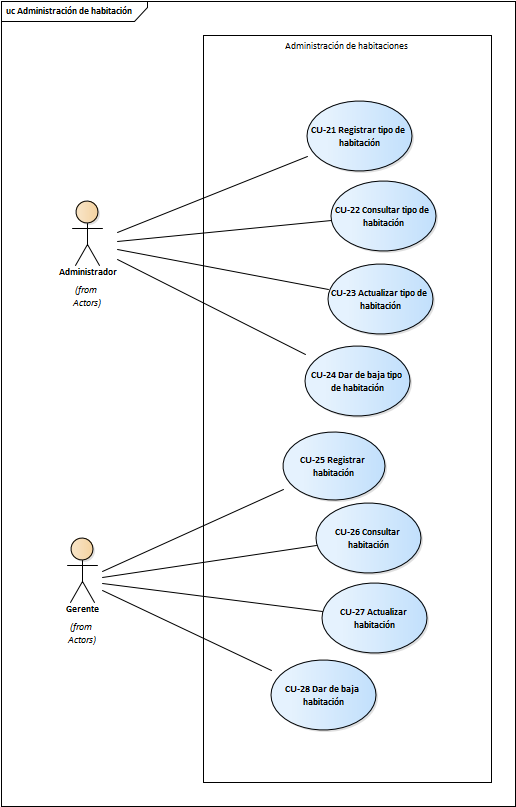 uc Administración de habitación
Administración de habitaciones
CU-21 Registrar tipo de
habitación
CU-22 Consultar tipo de
habitación
Administrador
(from
Actors)
CU-23 Actualizar tipo de
habitación
CU-24 Dar de baja tipo
de habitación
CU-25 Registrar
habitación
CU-26 Consultar
habitación
Gerente
(from
Actors)
CU-27 Actualizar
habitación
CU-28 Dar de baja
habitación